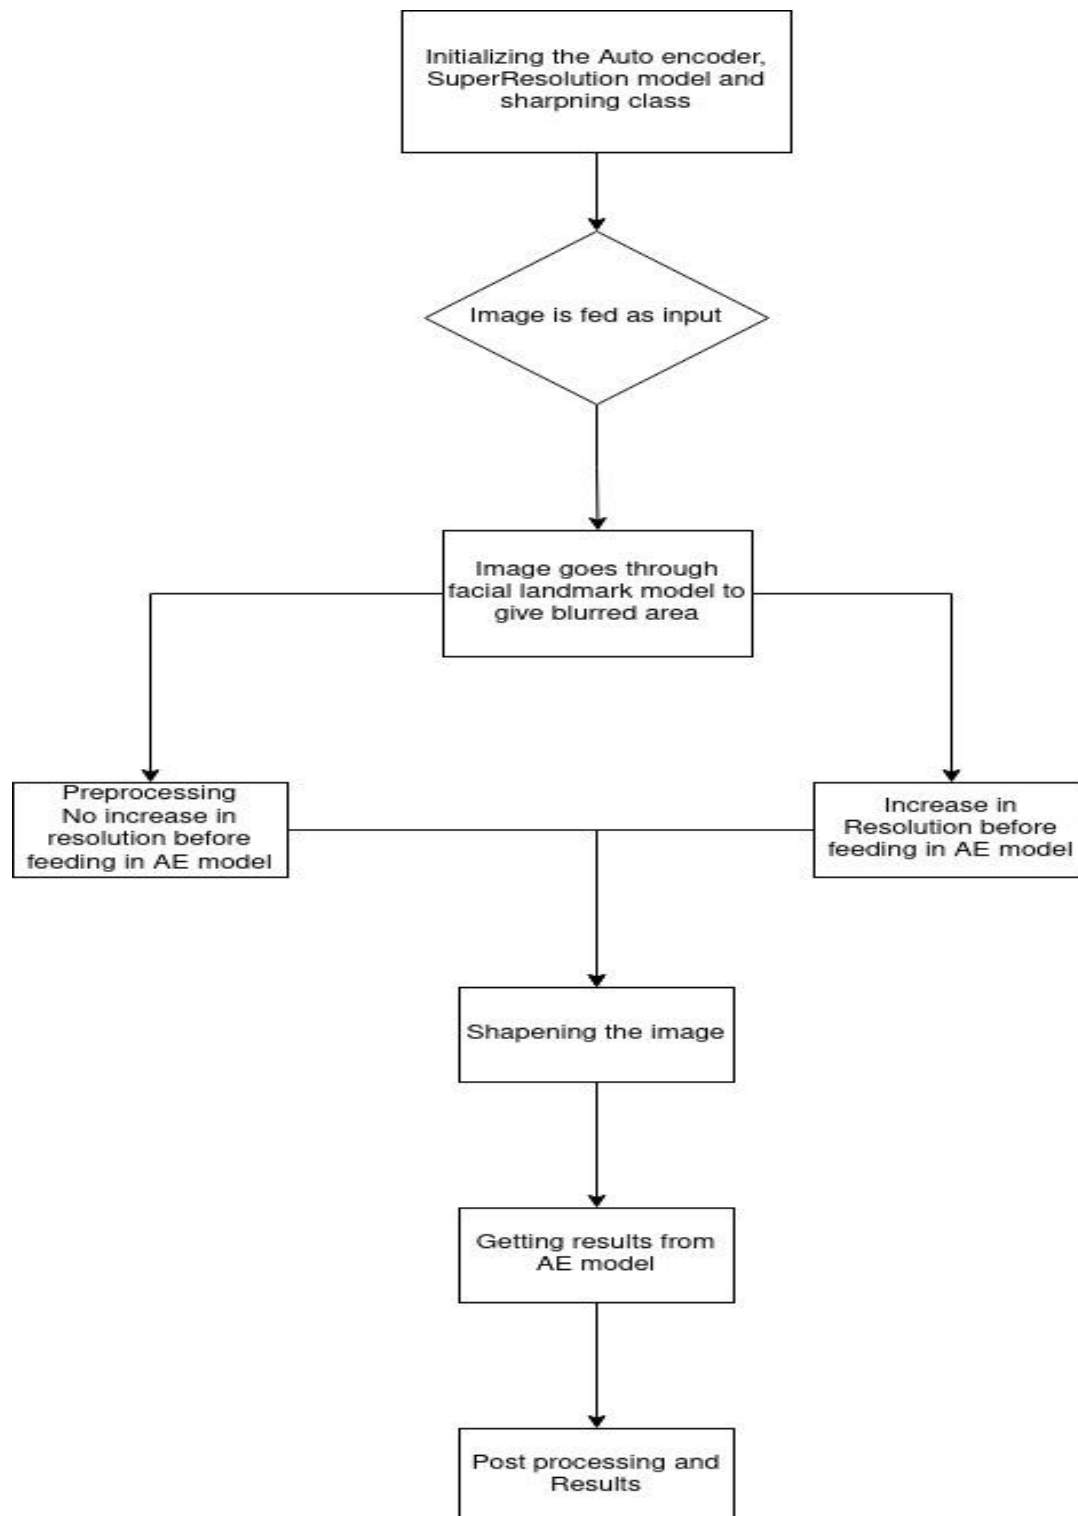 Initializing the Auto encoder,
SuperResolution model and
sharpning class
Image is fed as input
Image goes through
facial landmark model to
give blurred area
Preprocessing
No increase in
resolution before
feeding in AE model
Increase in
Resolution before
feeding in AE model
Shapening the image
Getting results from
AE model
Post processing and
Results